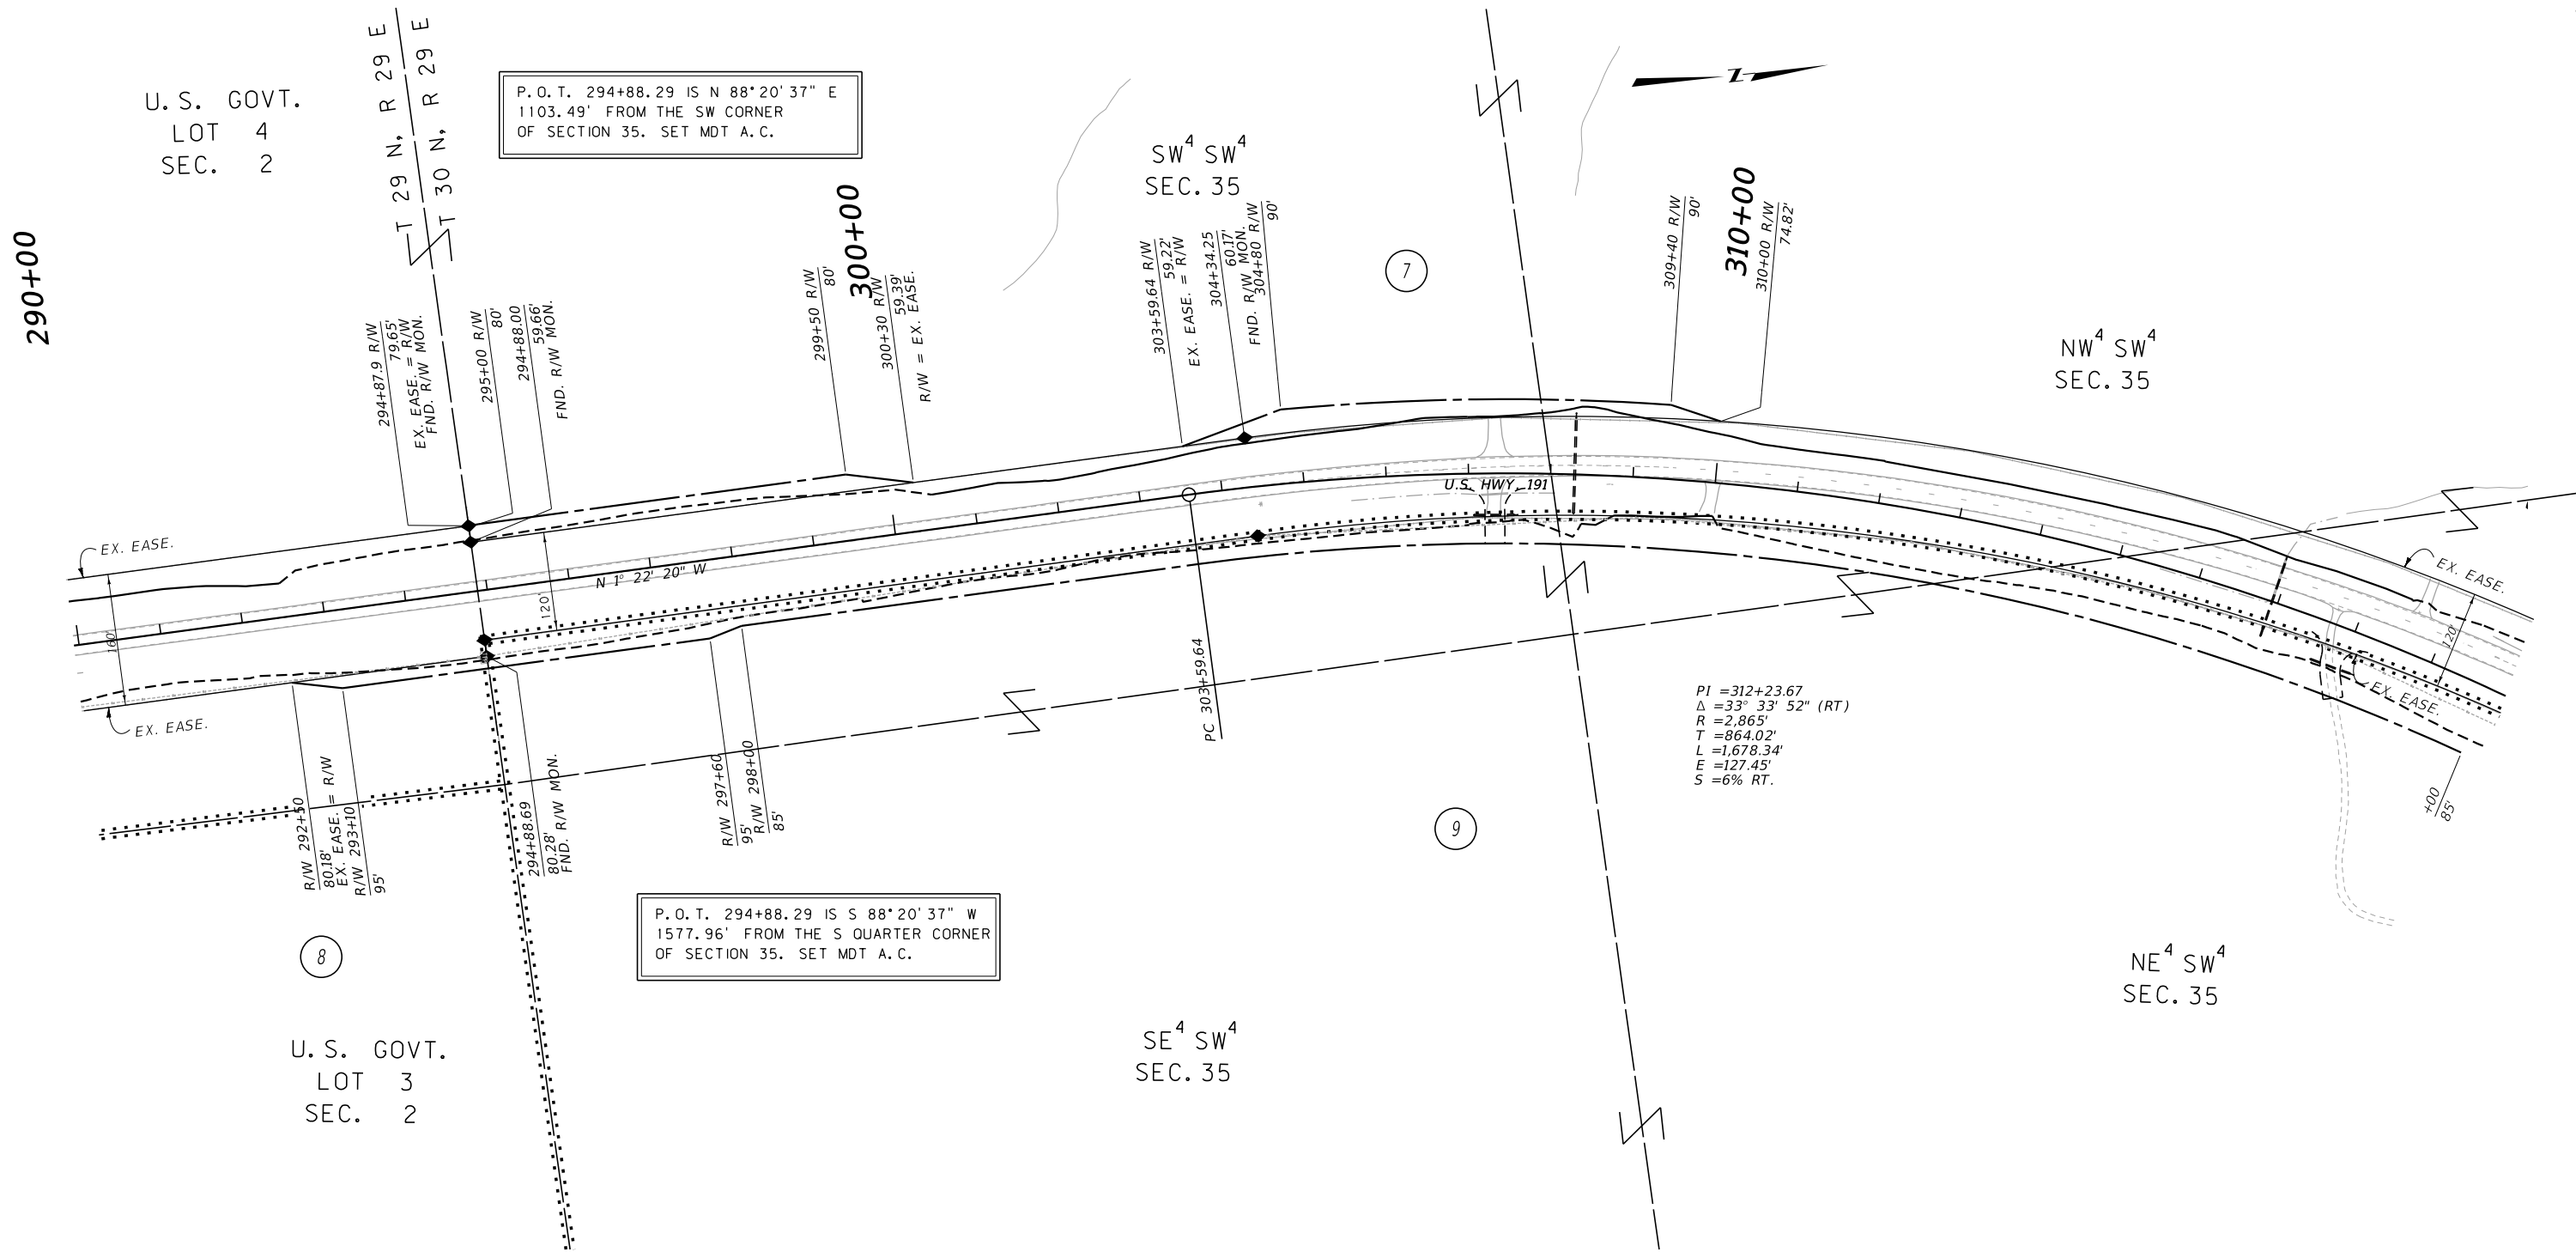 290+00
U.S. GOVT.
LOT 4
SEC. 2
T 29 N, R 29 E
T 30 N, R 29 E
P.O.T. 294+88.29 IS N 88°20'37" E
1103.49' FROM THE SW CORNER
OF SECTION 35. SET MDT A.C.
294+87.9 R/W
79.65'
EX. EASE. = R/W
FND. R/W MON.
295+00 R/W
80'
294+88.00
59.66'
FND. R/W MON.
299+50 R/W
80'
300+00
300+30 R/W
59.39'
R/W = EX. EASE.
SW⁴ SW⁴
SEC. 35
303+59.64 R/W
59.22'
EX. EASE. = R/W
304+34.25
60.17'
FND. R/W MON.
304+80 R/W
90'
7
309+40 R/W
90'
310+00
310+00 R/W
74.82'
Z
NW⁴ SW⁴
SEC. 35
EX. EASE.
160'
EX. EASE.
N 1° 22' 20" W
120'
U.S. HWY 191
PC 303+59.64
EX. EASE.
120'
EX. EASE.
+00
85'
PI =312+23.67
Δ =33° 33' 52" (RT)
R =2,865'
T =864.02'
L =1,678.34'
E =127.45'
S =6% RT.
R/W 292+50
80.18'
EX. EASE. = R/W
R/W 293+10
95'
294+88.69
80.28'
FND. R/W MON.
R/W 297+60
95'
R/W 298+00
85'
9
8
P.O.T. 294+88.29 IS S 88°20'37" W
1577.96' FROM THE S QUARTER CORNER
OF SECTION 35. SET MDT A.C.
U.S. GOVT.
LOT 3
SEC. 2
SE⁴ SW⁴
SEC. 35
NE⁴ SW⁴
SEC. 35